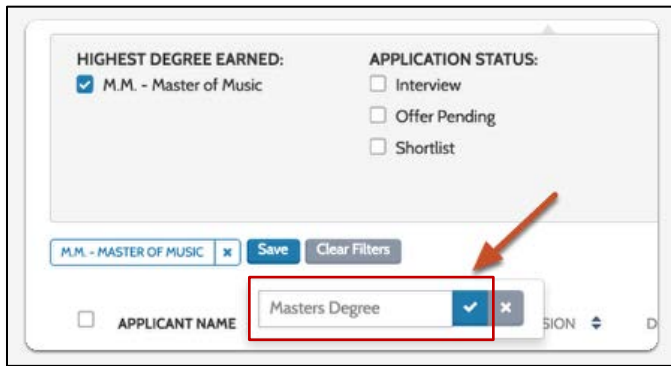 HIGHEST DEGREE EARNED:
M.M. - Master of Music
APPLICATION STATUS:
Interview
Offer Pending
Shortlist
M.M. - MASTER OF MUSIC × Save Clear Filters
Masters Degree
APPLICANT NAME SION D